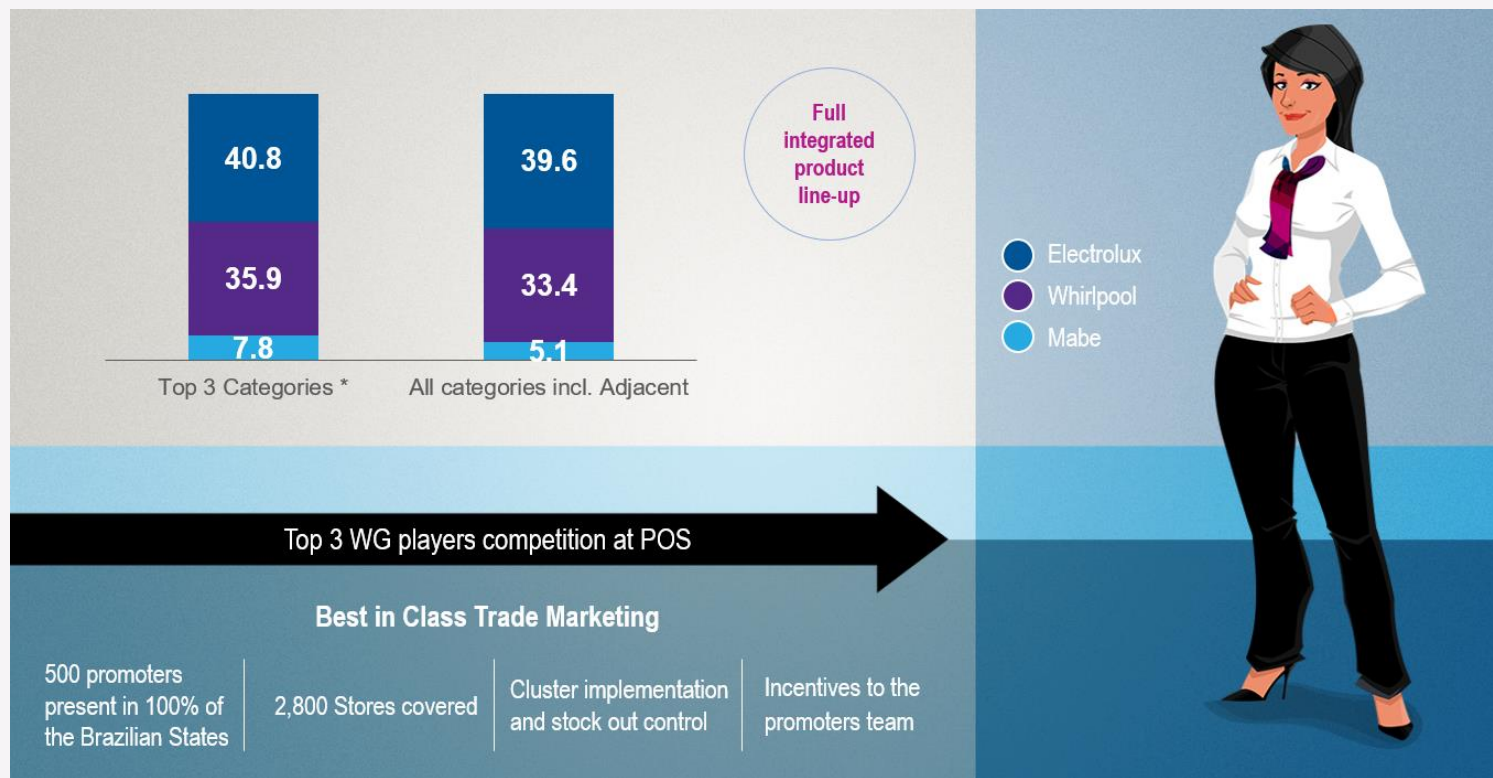 40.8
39.6
35.9
33.4
7.8
5.1
Top 3 Categories *
All categories incl. Adjacent
Full
integrated
product
line-up
Electrolux
Whirlpool
Mabe
Top 3 WG players competition at POS
Best in Class Trade Marketing
500 promoters
present in 100% of
the Brazilian States
2,800 Stores covered
Cluster implementation
and stock out control
Incentives to the
promoters team